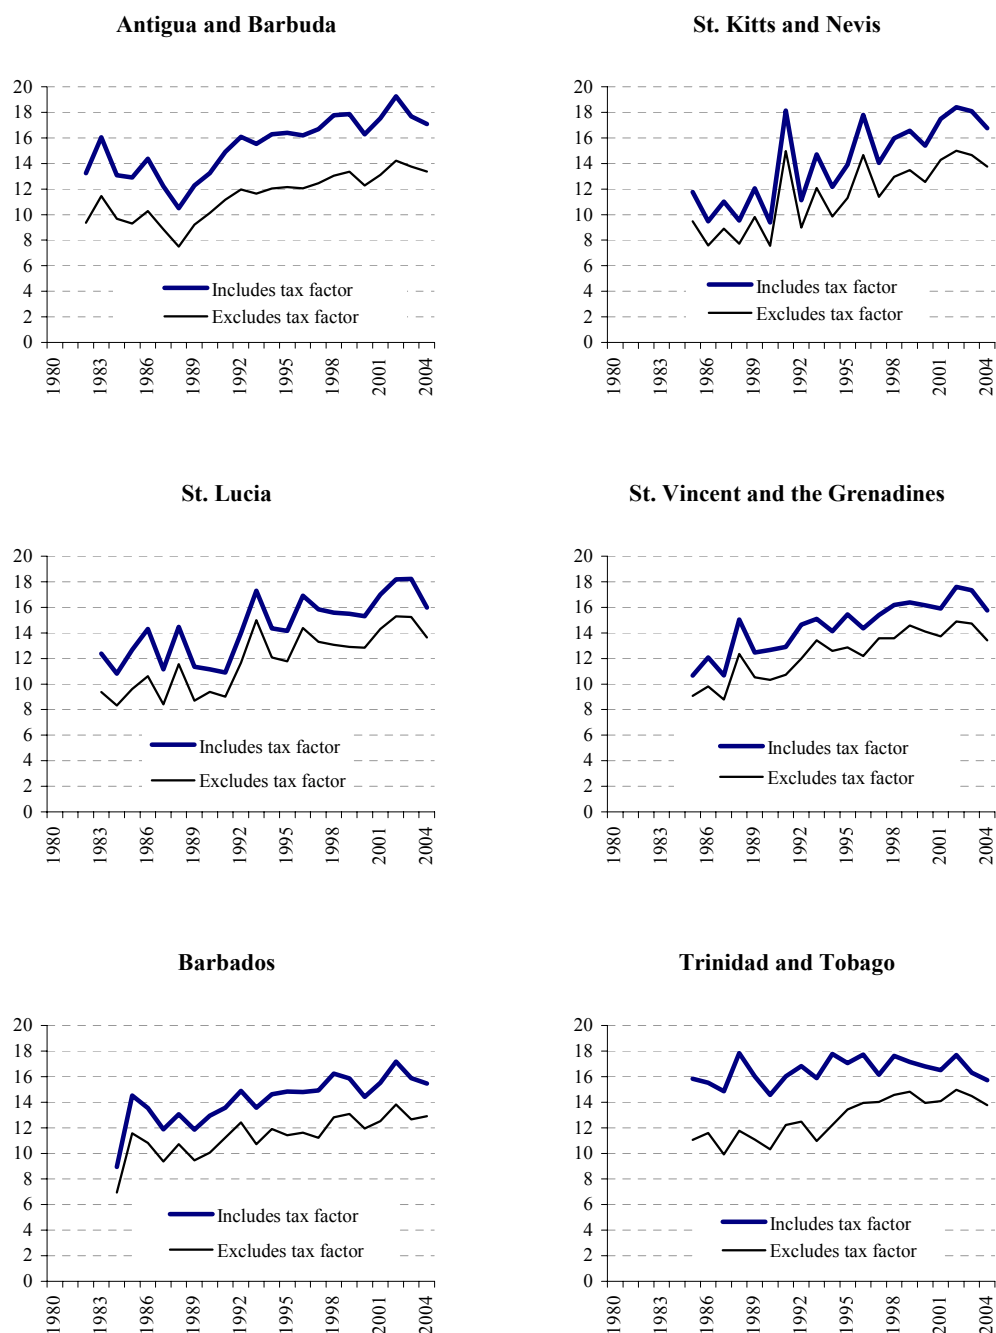 Antigua and Barbuda
20
18
16
14
12
10
8
6
4
2
0
Includes tax factor
Excludes tax factor
1980 1983 1986 1989 1992 1995 1998 2001 2004
St. Kitts and Nevis
20
18
16
14
12
10
8
6
4
2
0
Includes tax factor
Excludes tax factor
1980 1983 1986 1989 1992 1995 1998 2001 2004
St. Lucia
20
18
16
14
12
10
8
6
4
2
0
Includes tax factor
Excludes tax factor
1980 1983 1986 1989 1992 1995 1998 2001 2004
St. Vincent and the Grenadines
20
18
16
14
12
10
8
6
4
2
0
Includes tax factor
Excludes tax factor
1980 1983 1986 1989 1992 1995 1998 2001 2004
Barbados
20
18
16
14
12
10
8
6
4
2
0
Includes tax factor
Excludes tax factor
1980 1983 1986 1989 1992 1995 1998 2001 2004
Trinidad and Tobago
20
18
16
14
12
10
8
6
4
2
0
Includes tax factor
Excludes tax factor
1980 1983 1986 1989 1992 1995 1998 2001 2004